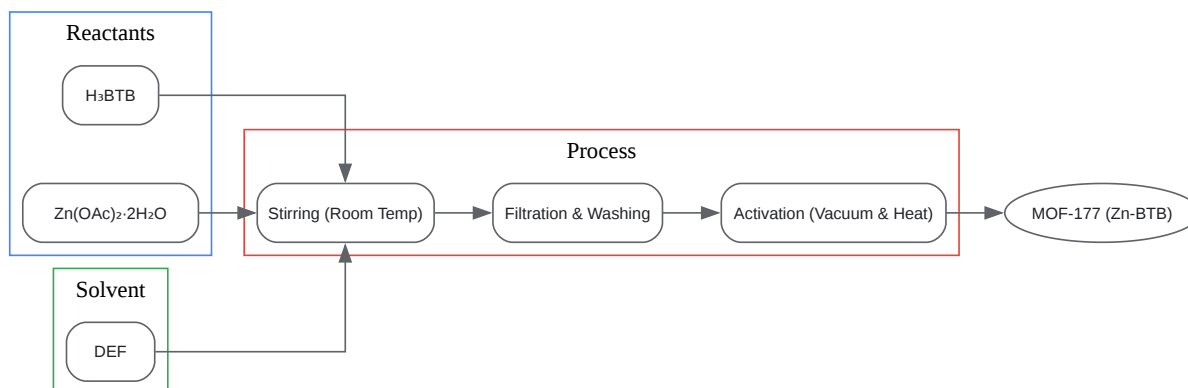 Reactants
H₃BTB
Process
Zn(OAc)₂·2H₂O
Stirring (Room Temp)
Filtration & Washing
Activation (Vacuum & Heat)
MOF-177 (Zn-BTB)
Solvent
DEF